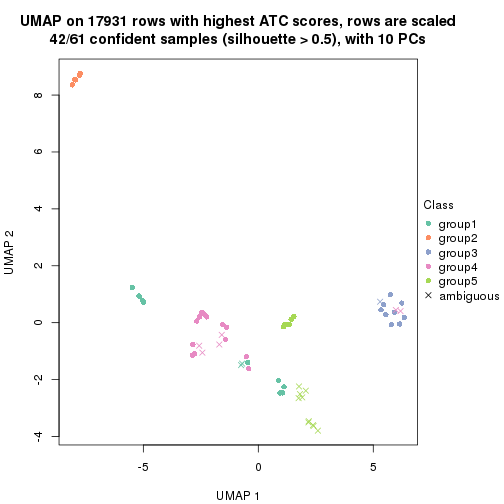 UMAP on 17931 rows with highest ATC scores, rows are scaled
42/61 confident samples (silhouette > 0.5), with 10 PCs
8
6
4
2
0
-2
-4
UMAP 2
-5
0
5
UMAP 1
Class
group1
group2
group3
group4
group5
ambiguous